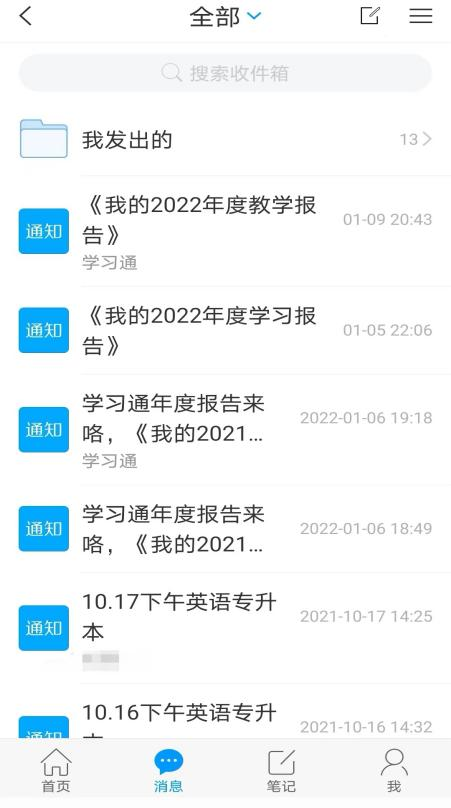 全部
搜索收件箱
我发出的
13
《我的2022年度教学报
告》
01-09 20:43
学习通
通知
《我的2022年度学习报
告》
01-05 22:06
通知
学习通年度报告来
咯，《我的2021...
2022-01-06 19:18
学习通
通知
学习通年度报告来
咯，《我的2021...
2022-01-06 18:49
通知
10.17下午英语专升
本
2021-10-17 14:25
通知
10.16下午英语专升
2021-10-16 14:32
通知
首页
消息
笔记
我